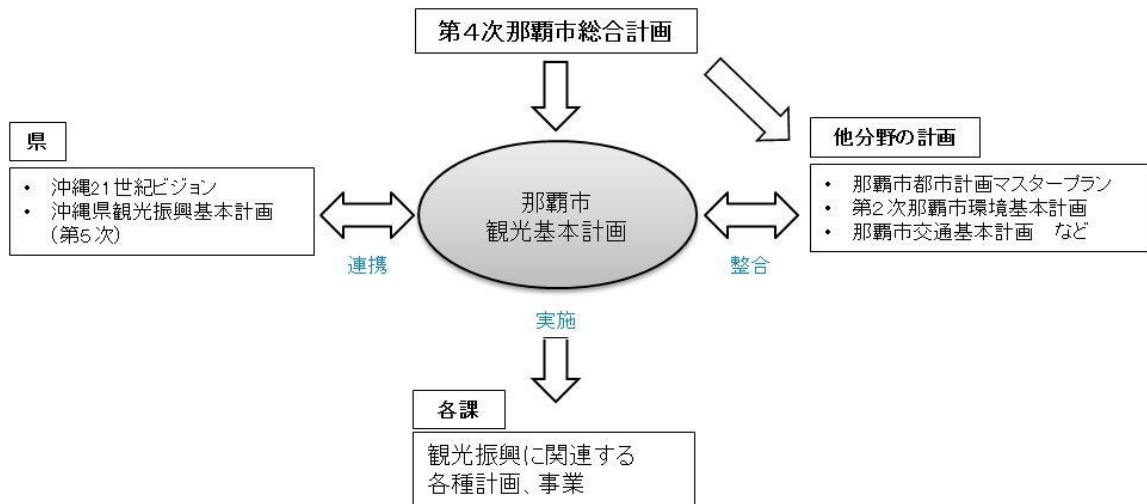 第４次那覇市総合計画
県
• 沖縄21世紀ビジョン
• 沖縄県観光振興基本計画
（第５次）
連携
那覇市
観光基本計画
整合
他分野の計画
• 那覇市都市計画マスタープラン
• 第２次那覇市環境基本計画
• 那覇市交通基本計画　など
実施
各課
観光振興に関連する
各種計画、事業